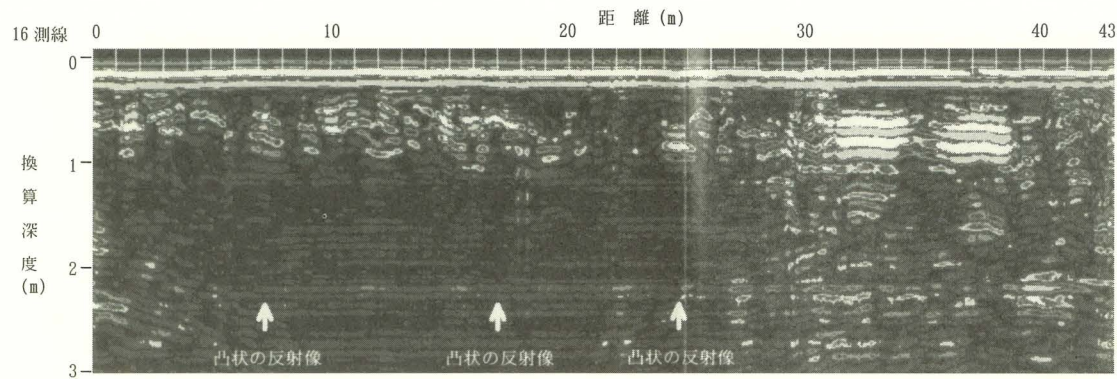 距 離 (m)
16 測線 0 10 20 30 40 43
0
1
2
3
換算深度(m)
凸状の反射像 凸状の反射像 凸状の反射像